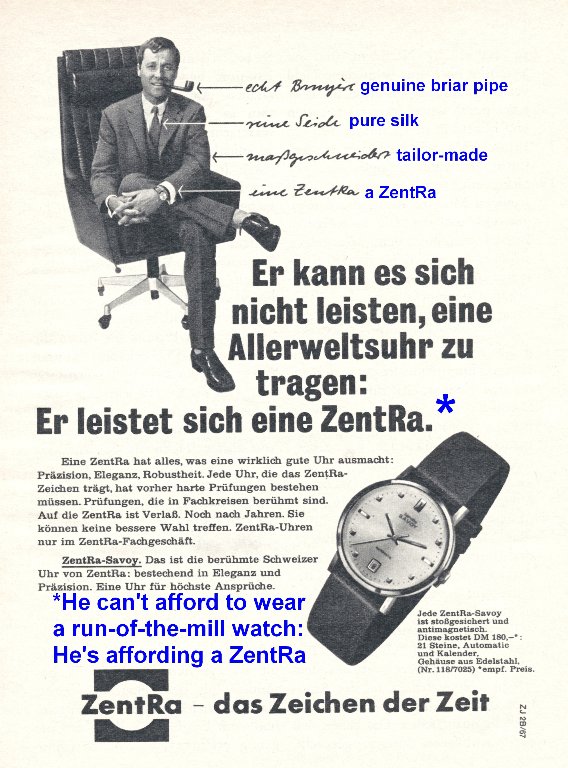 echt Bruyère genuine briar pipe
reine Seide pure silk
maßgeschneidert tailor-made
eine ZentRa a ZentRa
Er kann es sich
nicht leisten, eine
Allerweltsuhr zu
tragen:
Er leistet sich eine ZentRa.*
Eine ZentRa hat alles, was eine wirklich gute Uhr ausmacht:
Präzision, Eleganz, Robustheit. Jede Uhr, die das ZentRa-
Zeichen trägt, hat vorher harte Prüfungen bestehen
müssen. Prüfungen, die in Fachkreisen berühmt sind.
Auf die ZentRa ist Verlaß. Noch nach Jahren. Sie
können keine bessere Wahl treffen. ZentRa-Uhren
nur im ZentRa-Fachgeschäft.
ZentRa-Savoy. Das ist die berühmte Schweizer
Uhr von ZentRa: bestechend in Eleganz und
Präzision. Eine Uhr für höchste Ansprüche.
*He can't afford to wear
a run-of-the-mill watch:
He's affording a ZentRa
Jede ZentRa-Savoy
ist stoßgesichert und
antimagnetisch.
Diese kostet DM 180,-*:
21 Steine, Automatic
und Kalender,
Gehäuse aus Edelstahl,
(Nr. 118/7025) *empf. Preis.
ZentRa – das Zeichen der Zeit
ZJ 2B/67